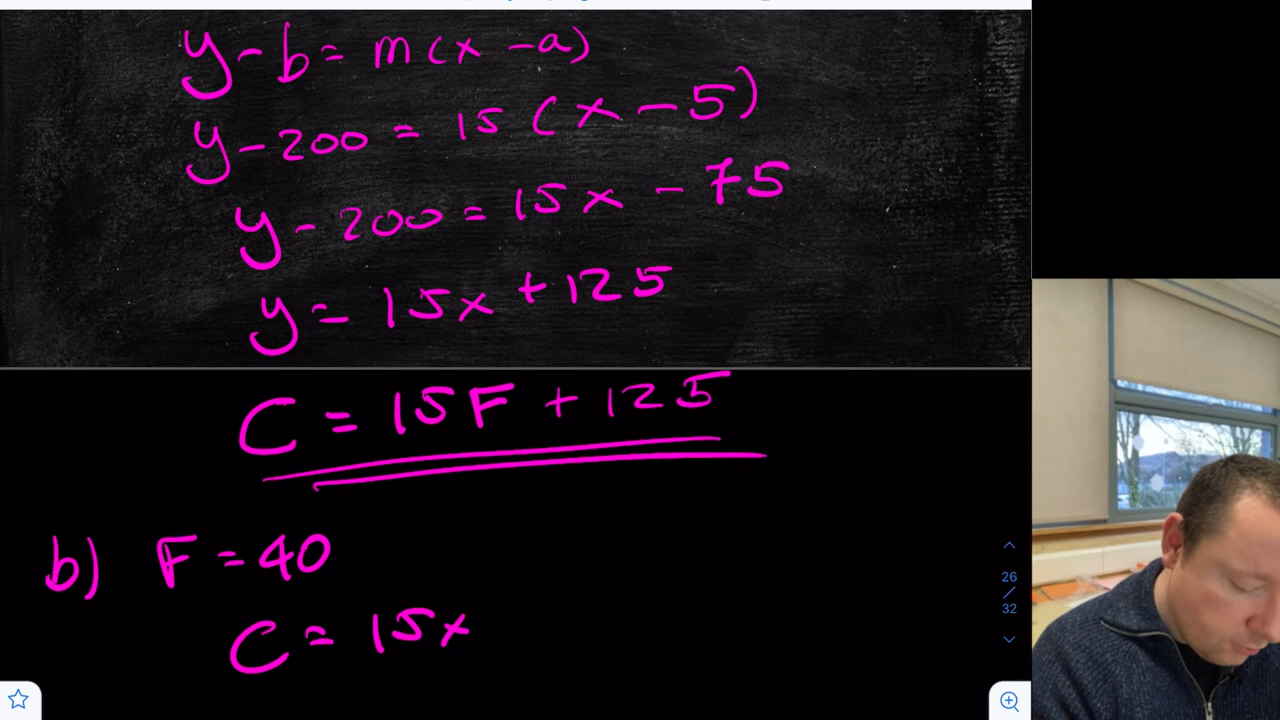 y - b = m(x - a)
y - 200 = 15(x - 5)
y - 200 = 15x - 75
y = 15x + 125
C = 15F + 125
b) F = 40
C = 15x
26
/
32